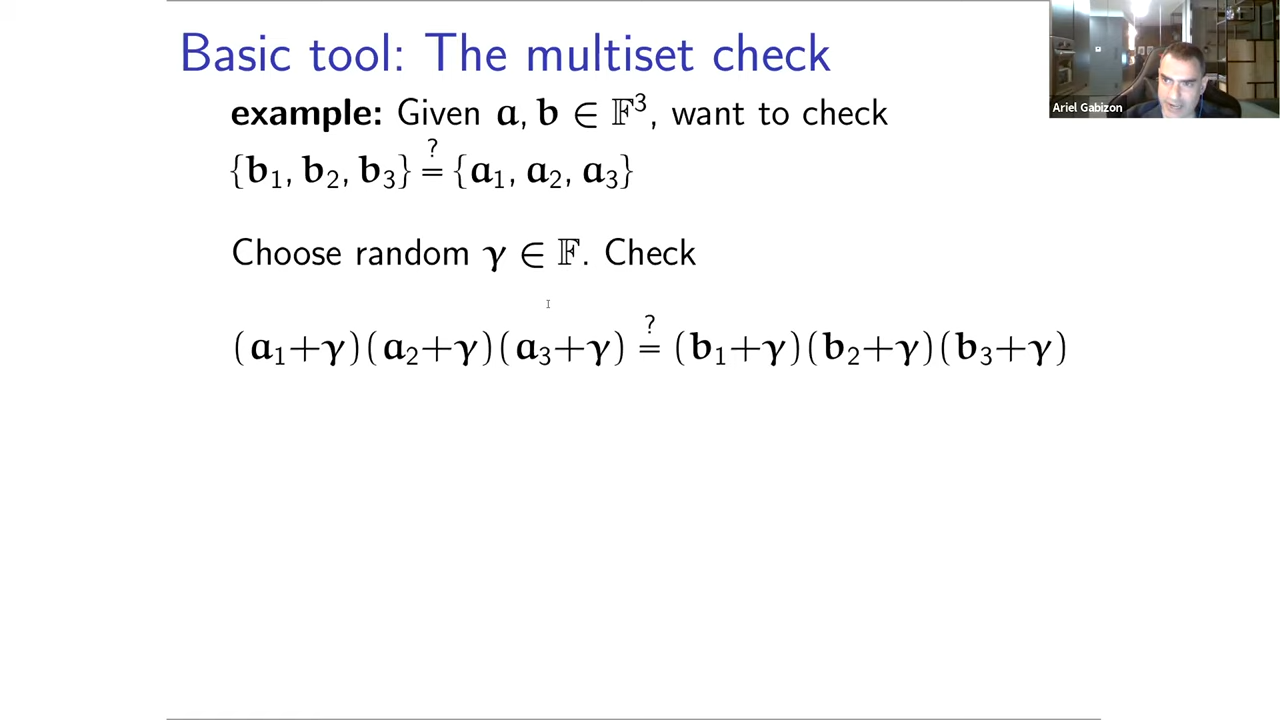 Basic tool: The multiset check
Ariel Gabizon
example: Given a, b ∈ 𝔽³, want to check
{b₁, b₂, b₃} ≟ {a₁, a₂, a₃}
Choose random γ ∈ 𝔽. Check
(a₁+γ)(a₂+γ)(a₃+γ) ≟ (b₁+γ)(b₂+γ)(b₃+γ)